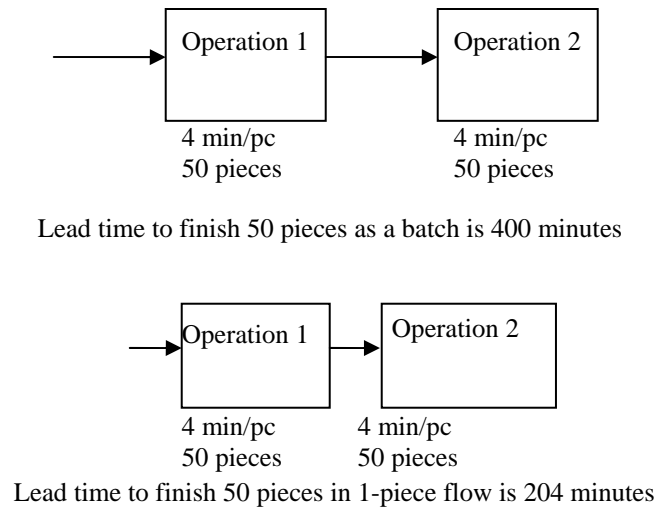 Operation 1
Operation 2
4 min/pc
50 pieces
4 min/pc
50 pieces
Lead time to finish 50 pieces as a batch is 400 minutes
Operation 1
Operation 2
4 min/pc
50 pieces
4 min/pc
50 pieces
Lead time to finish 50 pieces in 1-piece flow is 204 minutes